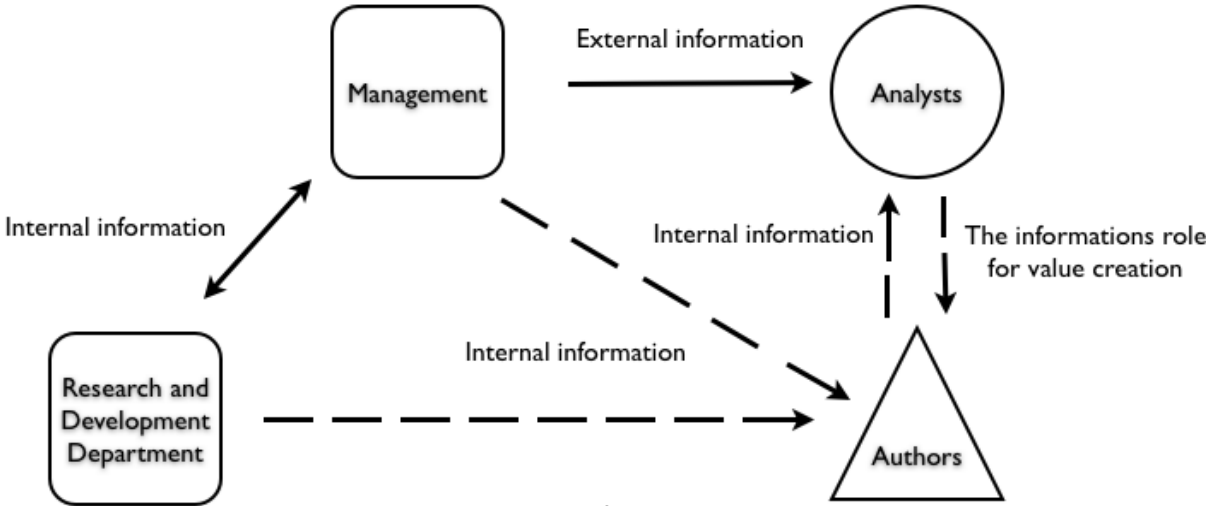 External information
Management
Analysts
Internal information
Internal information
The informations role
for value creation
Internal information
Research and
Development
Department
Authors